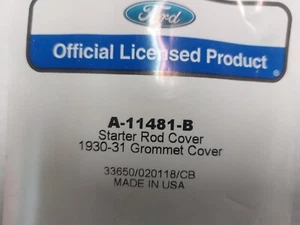 Ford
Official Licensed Product
A-11481-B
Starter Rod Cover
1930-31 Grommet Cover
33650/020118/CB
MADE IN USA